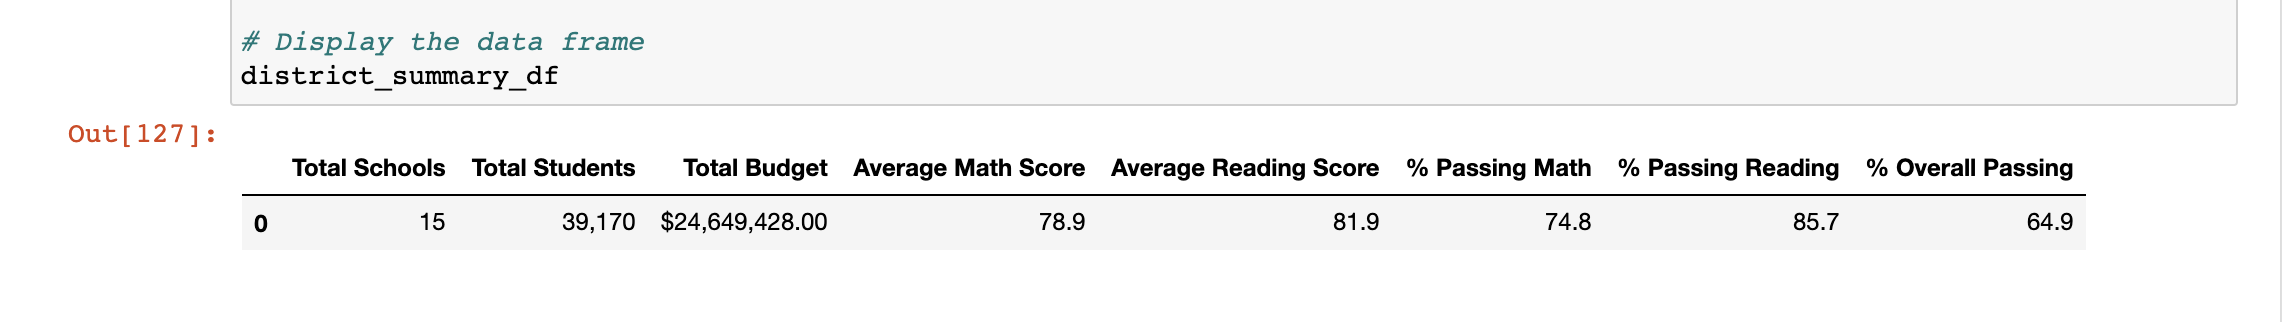 # Display the data frame
district_summary_df
Out[127]:
Total Schools Total Students Total Budget Average Math Score Average Reading Score % Passing Math % Passing Reading % Overall Passing
0 15 39,170 $24,649,428.00 78.9 81.9 74.8 85.7 64.9